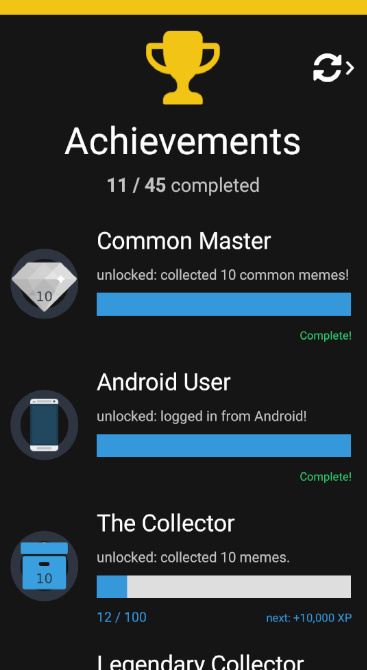 Achievements
11 / 45 completed
Common Master
unlocked: collected 10 common memes!
10
Complete!
Android User
unlocked: logged in from Android!
Complete!
The Collector
unlocked: collected 10 memes.
10
12 / 100 next: +10,000 XP
Legendary Collector